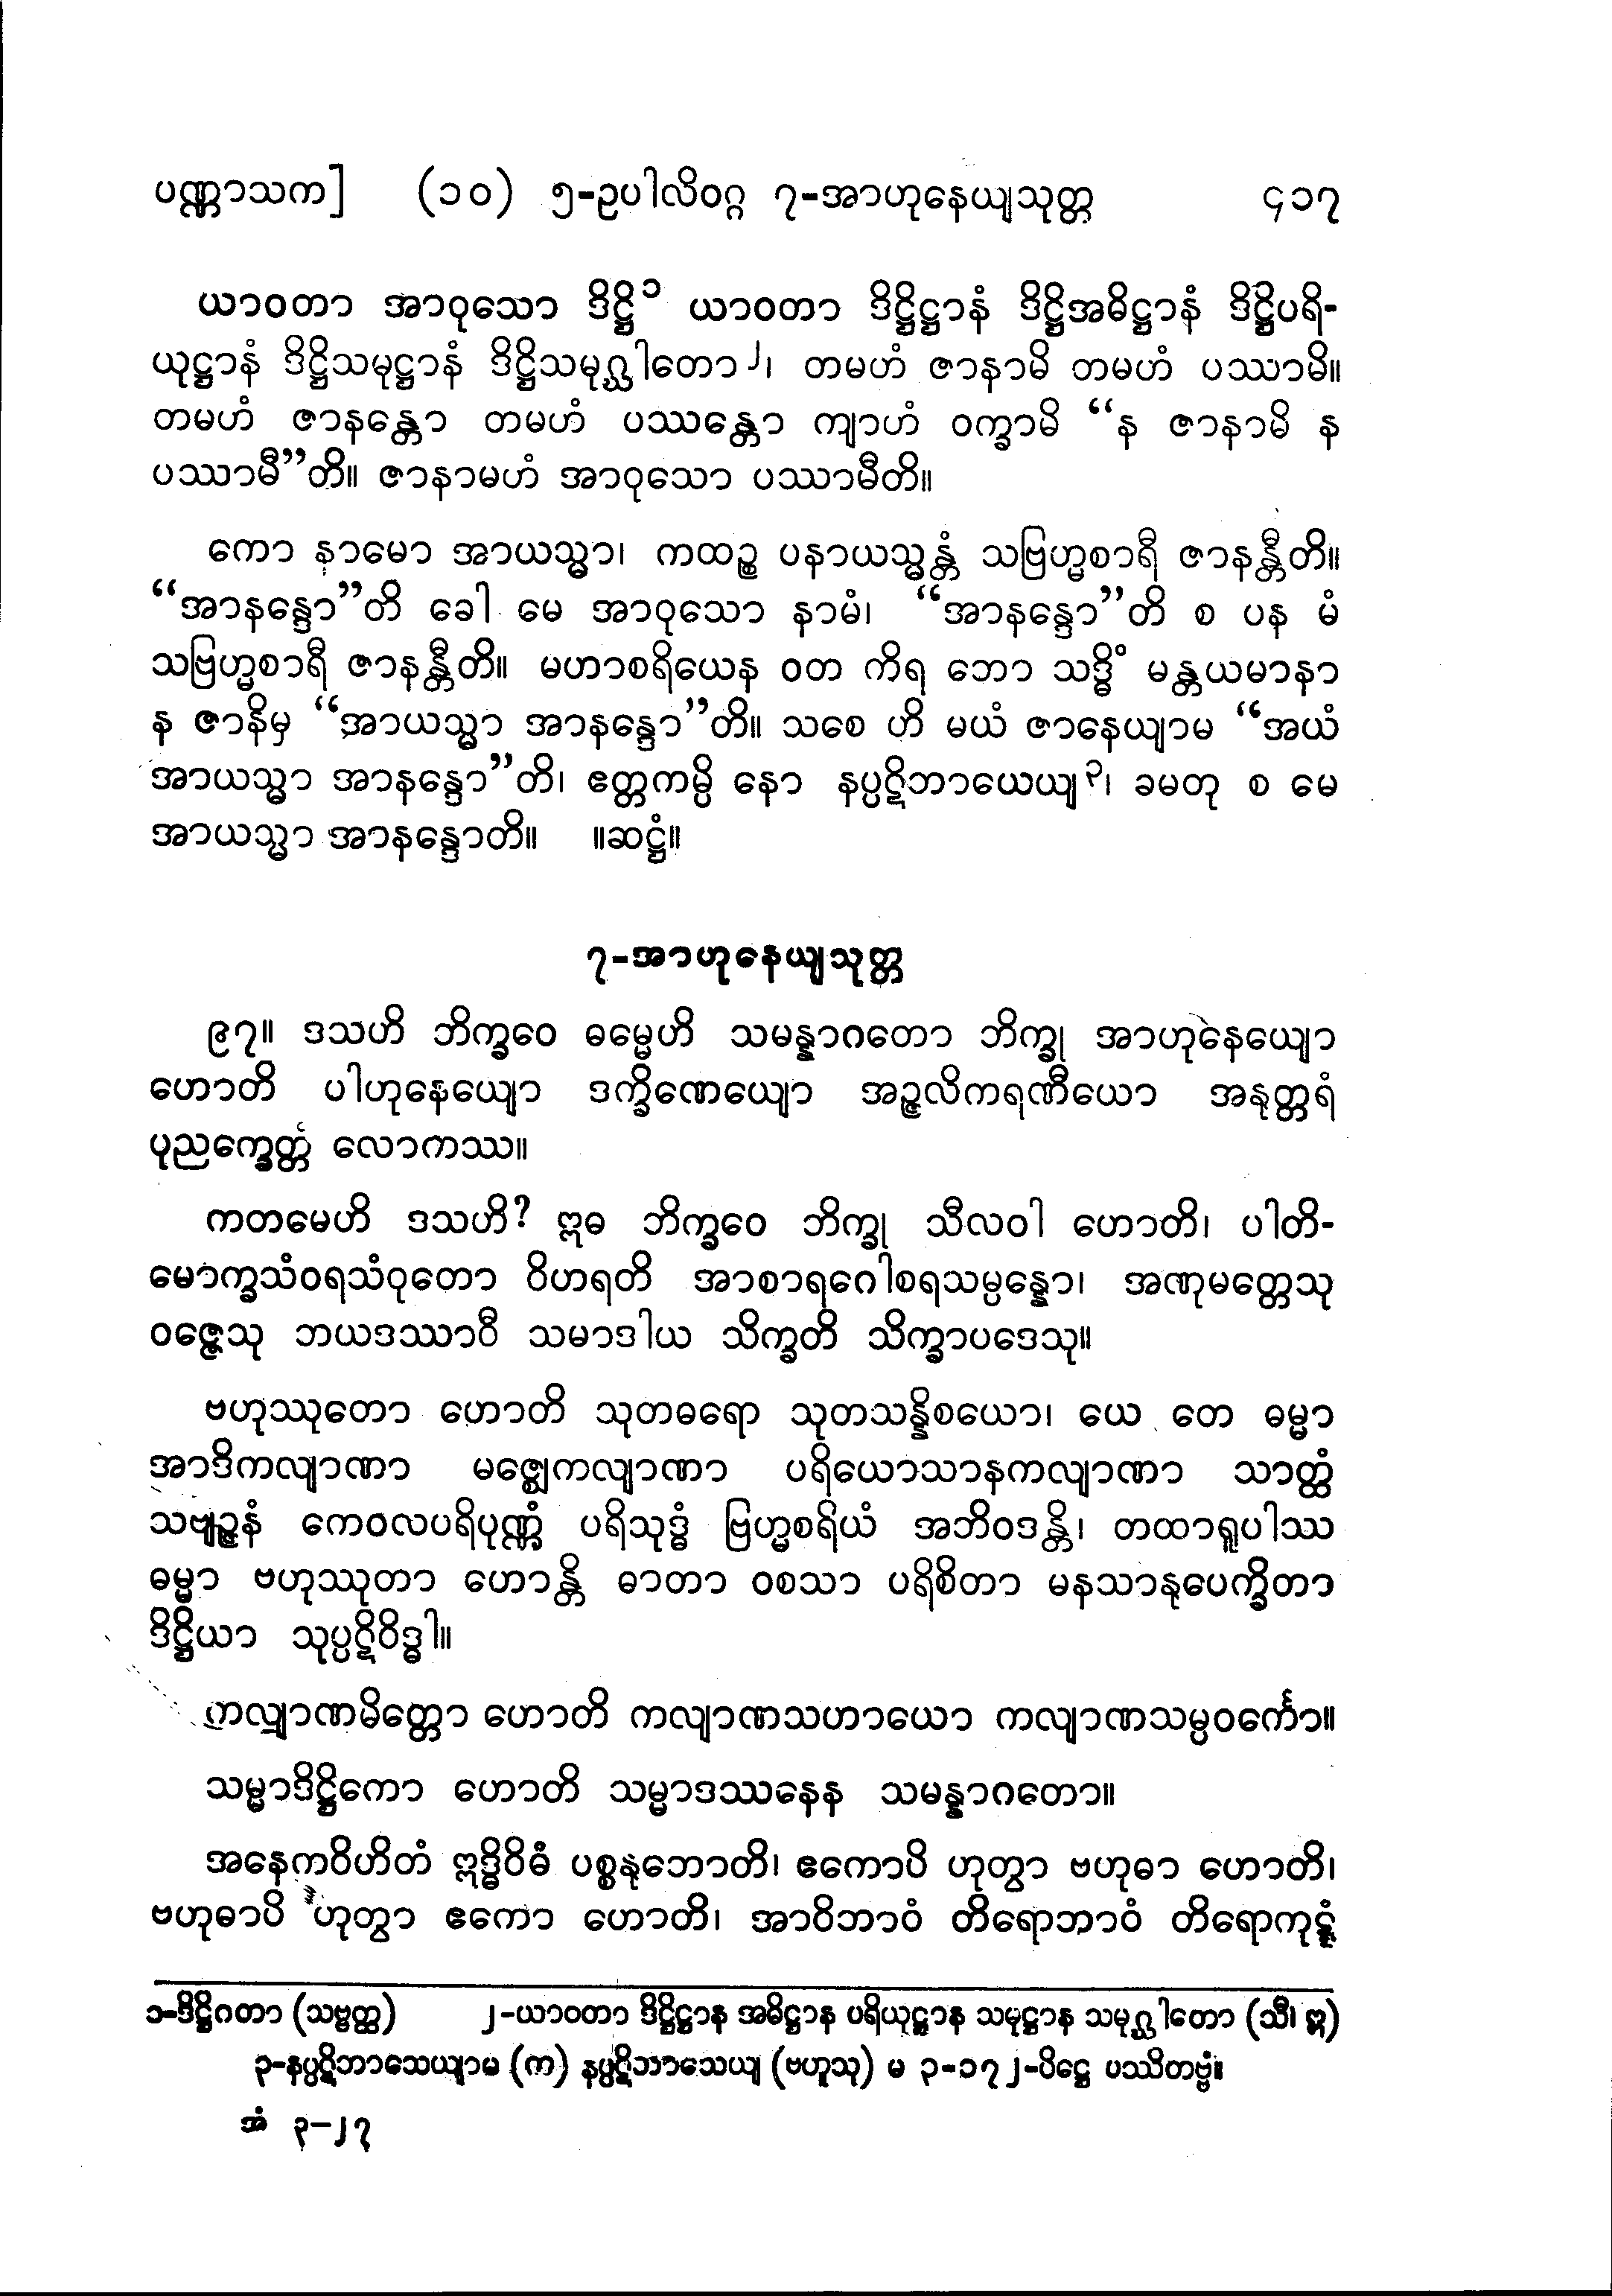 ပဏ္ဏာသက] (၁၀) ၅-ဥပါလိဝဂ္ဂ ၇-အာဟုနေယျသုတ္တ ၄၁၇
ယာဝတာ အာဝုသော ဒိဋ္ဌိ၁ ယာဝတာ ဒိဋ္ဌိဋ္ဌာနံ ဒိဋ္ဌိအဓိဋ္ဌာနံ ဒိဋ္ဌိပရိ-
ယုဋ္ဌာနံ ဒိဋ္ဌိသမုဋ္ဌာနံ ဒိဋ္ဌိသမုဂ္ဃါတော၂၊ တမဟံ ဇာနာမိ တမဟံ ပဿာမိ။
တမဟံ ဇာနန္တော တမဟံ ပဿန္တော ကျာဟံ ဝက္ခာမိ “န ဇာနာမိ န
ပဿာမီ”တိ။ ဇာနာမဟံ အာဝုသော ပဿာမီတိ။
ကော နာမော အာယသ္မာ၊ ကထဉ္စ ပနာယသ္မန္တံ သဗြဟ္မစာရီ ဇာနန္တီတိ။
“အာနန္ဒော”တိ ခေါ မေ အာဝုသော နာမံ၊ “အာနန္ဒော”တိ စ ပန မံ
သဗြဟ္မစာရီ ဇာနန္တီတိ။ မဟာစရိယေန ဝတ ကိရ ဘော သဒ္ဓိံ မန္တယမာနာ
န ဇာနိမှ “အာယသ္မာ အာနန္ဒော”တိ။ သစေ ဟိ မယံ ဇာနေယျာမ “အယံ
အာယသ္မာ အာနန္ဒော”တိ၊ ဧတ္တကမ္ပိ နော နပ္ပဋိဘာယေယျ၃၊ ခမတု စ မေ
အာယသ္မာ အာနန္ဒောတိ။ ။ဆဋ္ဌံ။
၇-အာဟုနေယျသုတ္တ
၉၇။ ဒသဟိ ဘိက္ခဝေ ဓမ္မေဟိ သမန္နာဂတော ဘိက္ခု အာဟုနေယျော
ဟောတိ ပါဟုနေယျော ဒက္ခိဏေယျော အဉ္ဇလိကရဏီယော အနုတ္တရံ
ပုညက္ခေတ္တံ လောကဿ။
ကတမေဟိ ဒသဟိ? ဣဓ ဘိက္ခဝေ ဘိက္ခု သီလဝါ ဟောတိ၊ ပါတိ-
မောက္ခသံဝရသံဝုတော ဝိဟရတိ အာစာရဂေါစရသမ္ပန္နော၊ အဏုမတ္တေသု
ဝဇ္ဇေသု ဘယဒဿာဝီ သမာဒါယ သိက္ခတိ သိက္ခာပဒေသု။
ဗဟုဿုတော ဟောတိ သုတဓရော သုတသန္နိစယော၊ ယေ တေ ဓမ္မာ
အာဒိကလျာဏာ မဇ္ဈေကလျာဏာ ပရိယောသာနကလျာဏာ သာတ္ထံ
သဗျဉ္ဇနံ ကေဝလပရိပုဏ္ဏံ ပရိသုဒ္ဓံ ဗြဟ္မစရိယံ အဘိဝဒန္တိ၊ တထာရူပါဿ
ဓမ္မာ ဗဟုဿုတာ ဟောန္တိ ဓာတာ ဝစသာ ပရိစိတာ မနသာနုပေက္ခိတာ
ဒိဋ္ဌိယာ သုပ္ပဋိဝိဒ္ဓါ။
ကလျာဏမိတ္တော ဟောတိ ကလျာဏသဟာယော ကလျာဏသမ္ပဝင်္ကော။
သမ္မာဒိဋ္ဌိကော ဟောတိ သမ္မာဒဿနေန သမန္နာဂတော။
အနေကဝိဟိတံ ဣဒ္ဓိဝိဓံ ပစ္စနုဘောတိ၊ ဧကောပိ ဟုတွာ ဗဟုဓာ ဟောတိ၊
ဗဟုဓာပိ ဟုတွာ ဧကော ဟောတိ၊ အာဝိဘာဝံ တိရောဘာဝံ တိရောကုဋ္ဋံ
၁-ဒိဋ္ဌိဂတာ (သဗ္ဗတ္ထ) ၂-ယာဝတာ ဒိဋ္ဌိဋ္ဌာန အဓိဋ္ဌာန ပရိယုဋ္ဌာန သမုဋ္ဌာန သမုဂ္ဃါတော (သီ၊ ဣ)
၃-နပ္ပဋိဘာသေယျာမ (က) နပ္ပဋိဘာသေယျ (ဗဟူသု) မ ၃-၁၇၂-ပိဋ္ဌေ ပဿိတဗ္ဗံ။
အံ ၃–၂၇